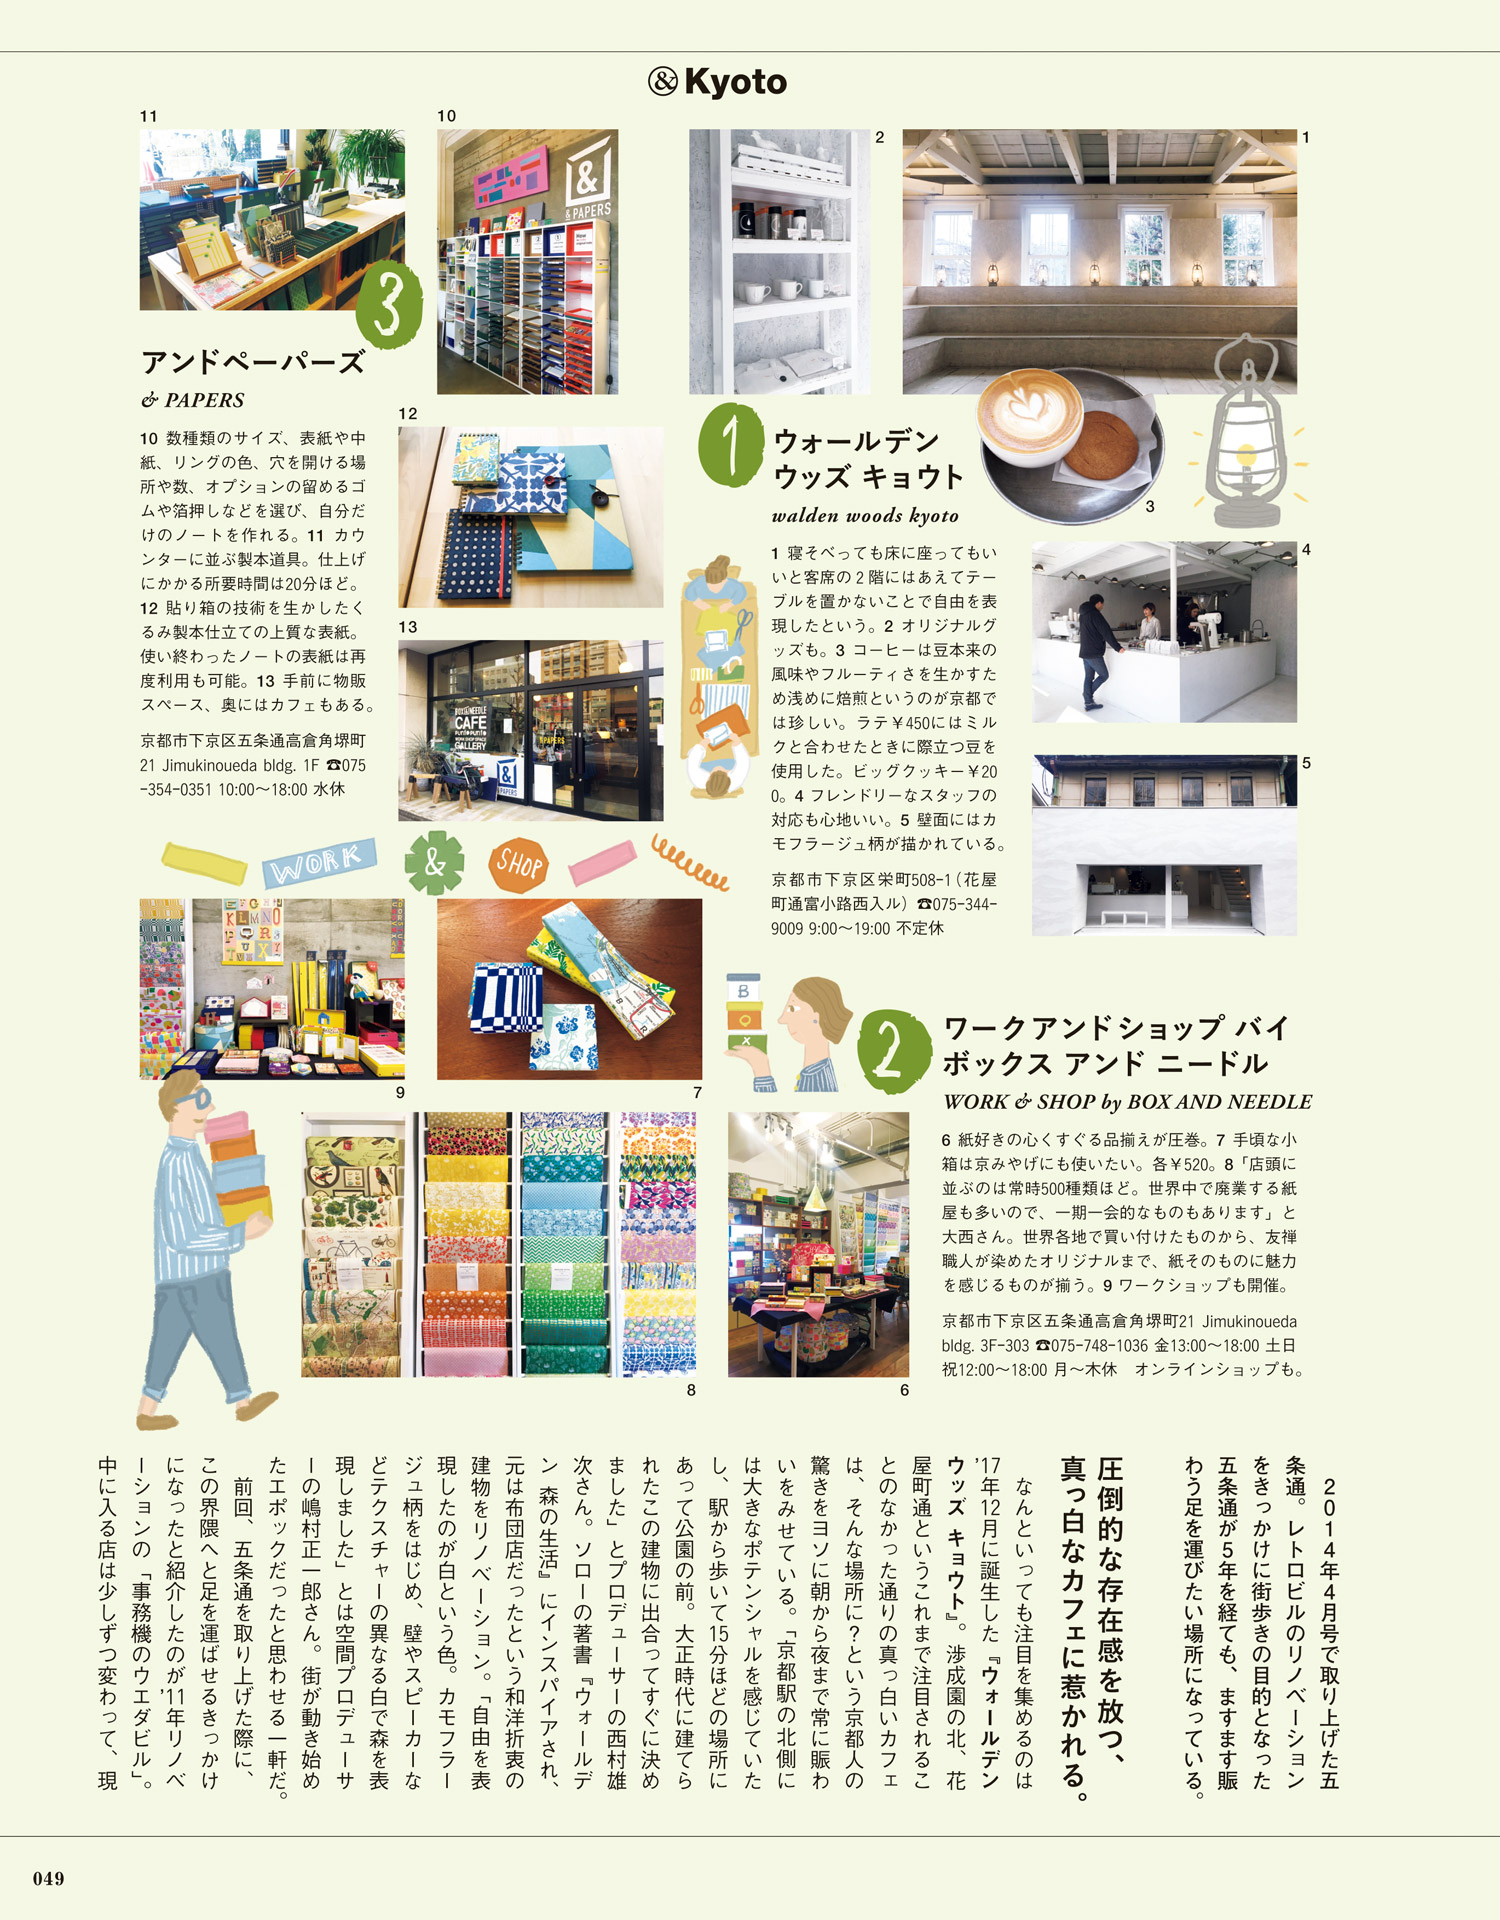 & Kyoto
1
2
3
4
5
1
ウォールデン
ウッズ キョウト
walden woods kyoto
1 寝そべっても床に座ってもい
いと客席の2階にはあえてテー
ブルを置かないことで自由を表
現したという。2 オリジナルグ
ッズも。3 コーヒーは豆本来の
風味やフルーティさを生かすた
め浅めに焙煎というのが京都で
は珍しい。ラテ¥450にはミル
クと合わせたときに際立つ豆を
使用した。ビッグクッキー¥20
0。4 フレンドリーなスタッフの
対応も心地いい。5 壁面にはカ
モフラージュ柄が描かれている。
京都市下京区栄町508-1(花屋
町通富小路西入ル) ☎075-344-
9009 9:00〜19:00 不定休
BOX
2
ワークアンドショップ バイ
ボックス アンド ニードル
WORK & SHOP by BOX AND NEEDLE
6 紙好きの心くすぐる品揃えが圧巻。7 手頃な小
箱は京みやげにも使いたい。各¥520。8「店頭に
並ぶのは常時500種類ほど。世界中で廃業する紙
屋も多いので、一期一会的なものもあります」と
大西さん。世界各地で買い付けたものから、友禅
職人が染めたオリジナルまで、紙そのものに魅力
を感じるものが揃う。9 ワークショップも開催。
京都市下京区五条通高倉角堺町21 Jimukinoueda
bldg. 3F-303 ☎075-748-1036 金13:00〜18:00 土日
祝12:00〜18:00 月〜木休　オンラインショップも。
6
7
8
9
WORK & SHOP
10
11
12
13
& PAPERS
BOX & NEEDLE
CAFE
WORK SHOP SPACE
GALLERY
&PAPERS
& PAPERS
3
アンドペーパーズ
& PAPERS
10 数種類のサイズ、表紙や中
紙、リングの色、穴を開ける場
所や数、オプションの留めるゴ
ムや箔押しなどを選び、自分だ
けのノートを作れる。11 カウ
ンターに並ぶ製本道具。仕上げ
にかかる所要時間は20分ほど。
12 貼り箱の技術を生かしたく
るみ製本仕立ての上質な表紙。
使い終わったノートの表紙は再
度利用も可能。13 手前に物販
スペース、奥にはカフェもある。
京都市下京区五条通高倉角堺町
21 Jimukinoueda bldg. 1F ☎075
-354-0351 10:00〜18:00 水休
2014年4月号で取り上げた五
条通。レトロビルのリノベーション
をきっかけに街歩きの目的となった
五条通が5年を経ても、ますます賑
わう足を運びたい場所になっている。
圧倒的な存在感を放つ、
真っ白なカフェに惹かれる。
なんといっても注目を集めるのは
'17年12月に誕生した『ウォールデン
ウッズ キョウト』。渉成園の北、花
屋町通というこれまで注目されるこ
とのなかった通りの真っ白いカフェ
は、そんな場所に?という京都人の
驚きをヨソに朝から夜まで常に賑わ
いをみせている。「京都駅の北側に
は大きなポテンシャルを感じていた
し、駅から歩いて15分ほどの場所に
あって公園の前。大正時代に建てら
れたこの建物に出合ってすぐに決め
ました」とプロデューサーの西村雄
次さん。ソローの著書『ウォールデ
ン 森の生活』にインスパイアされ、
元は布団店だったという和洋折衷の
建物をリノベーション。「自由を表
現したのが白という色。カモフラー
ジュ柄をはじめ、壁やスピーカーな
どテクスチャーの異なる白で森を表
現しました」とは空間プロデューサ
ーの嶋村正一郎さん。街が動き始め
たエポックだったと思わせる一軒だ。
前回、五条通を取り上げた際に、
この界隈へと足を運ばせるきっかけ
になったと紹介したのが'11年リノベ
ーションの「事務機のウエダビル」。
中に入る店は少しずつ変わって、現
049